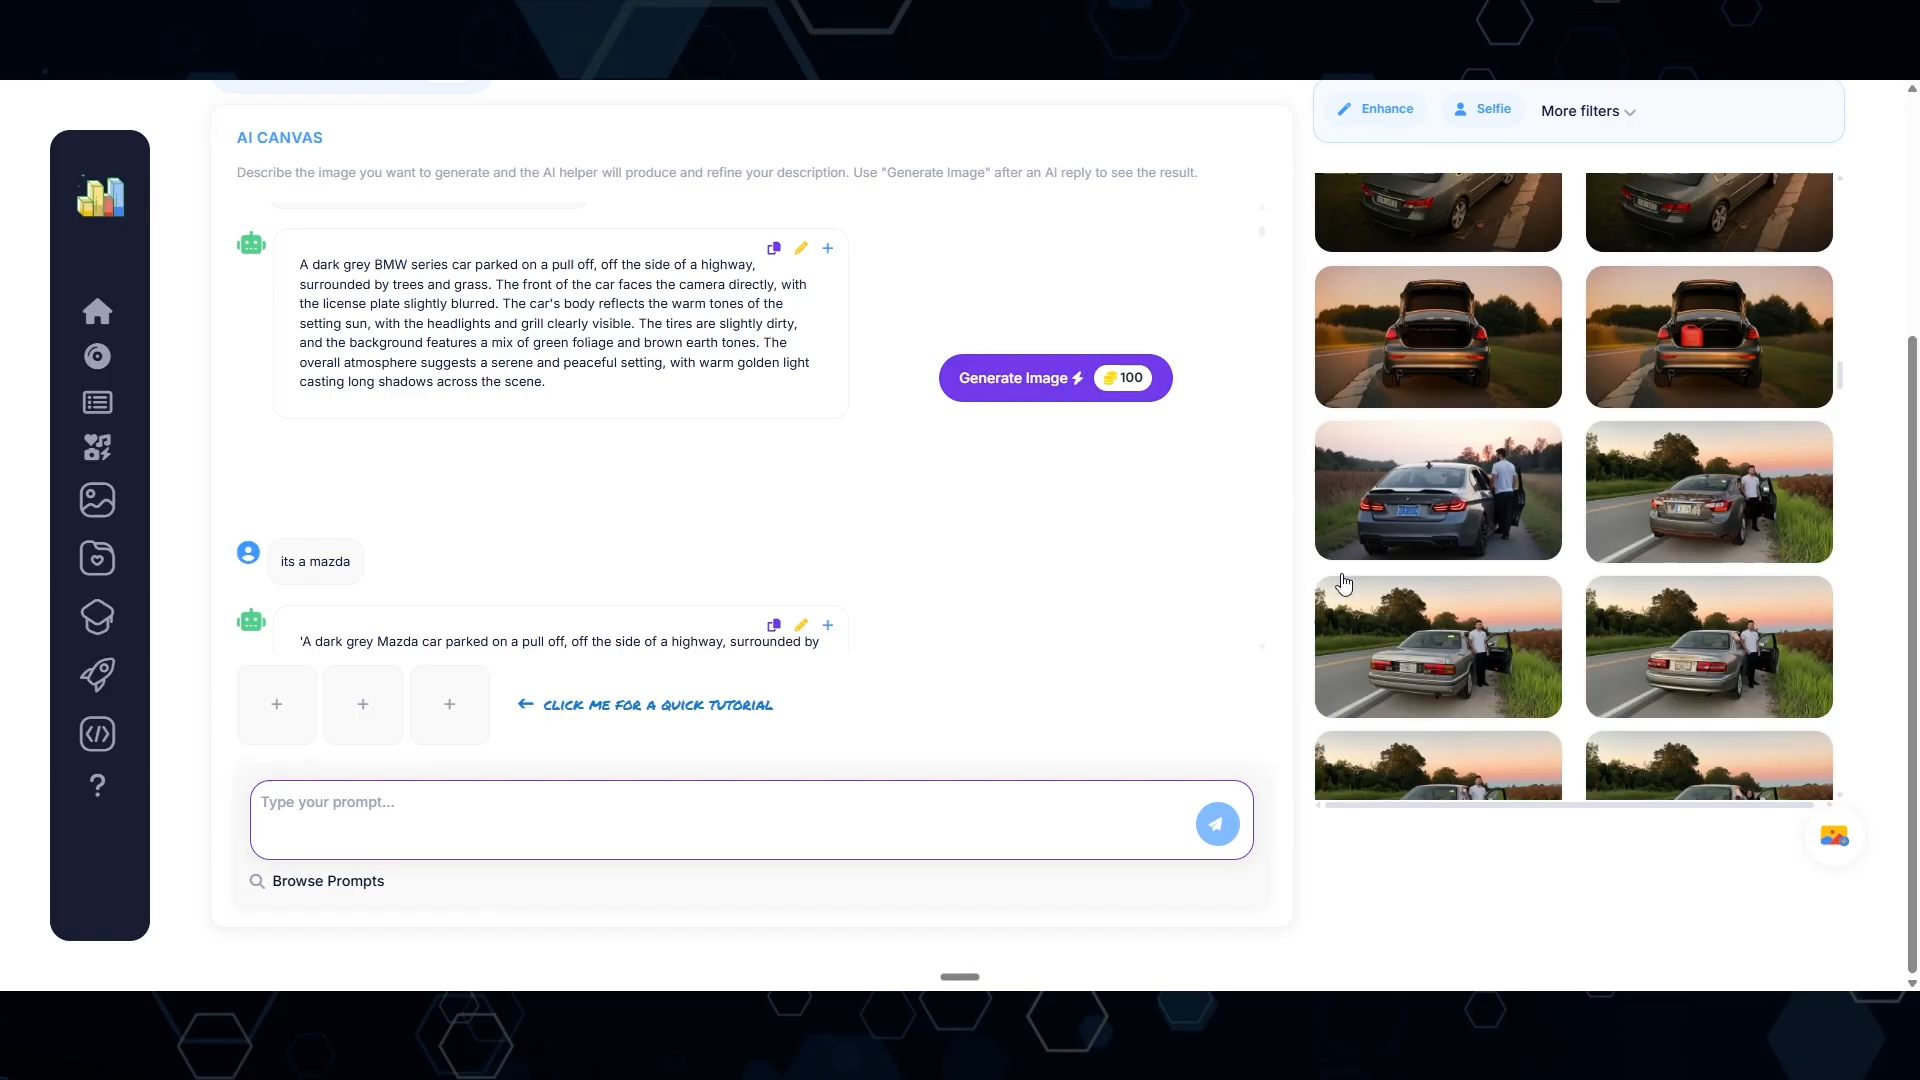 AI CANVAS
Describe the image you want to generate and the AI helper will produce and refine your description. Use "Generate Image" after an AI reply to see the result.
A dark grey BMW series car parked on a pull off, off the side of a highway,
surrounded by trees and grass. The front of the car faces the camera directly, with
the license plate slightly blurred. The car's body reflects the warm tones of the
setting sun, with the headlights and grill clearly visible. The tires are slightly dirty,
and the background features a mix of green foliage and brown earth tones. The
overall atmosphere suggests a serene and peaceful setting, with warm golden light
casting long shadows across the scene.
Generate Image 100
its a mazda
'A dark grey Mazda car parked on a pull off, off the side of a highway, surrounded by
CLICK ME FOR A QUICK TUTORIAL
Type your prompt...
Browse Prompts
Enhance
Selfie
More filters